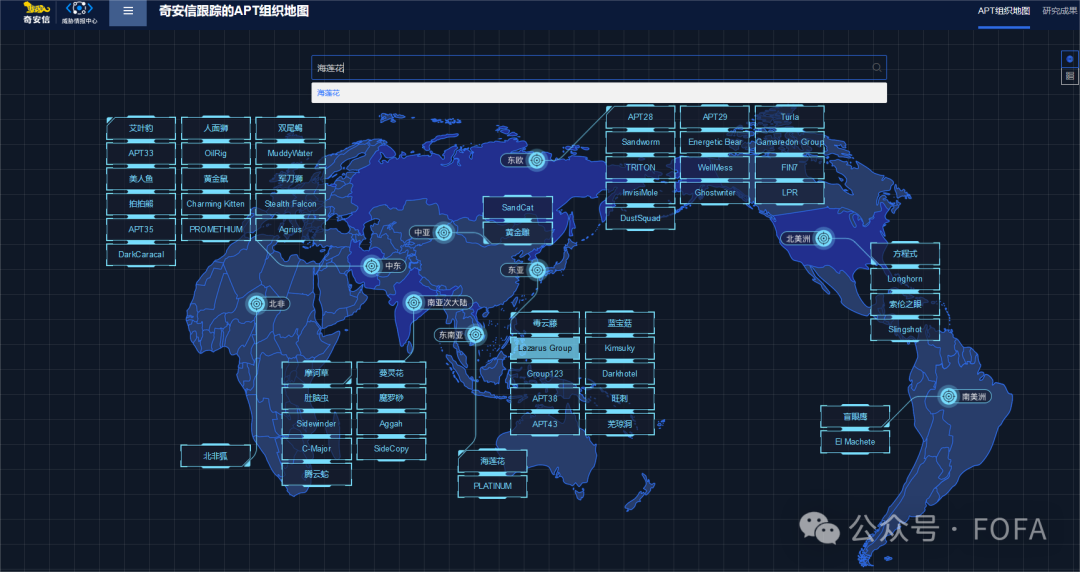 奇安信
威胁情报中心
奇安信跟踪的APT组织地图
APT组织地图
研究成果
海莲花
海莲花
艾叶豹 人面狮 双尾蝎
APT33 OilRig MuddyWater
美人鱼 黄金鼠 军刀狮
拍拍熊 Charming Kitten Stealth Falcon
APT35 PROMETHIUM Agrius
DarkCaracal
中东
APT28 APT29 Turla
Sandworm Energetic Bear Gamaredon Group
TRITON WellMess FIN7
InvisiMole Ghostwriter LPR
DustSquad
东欧
SandCat
黄金雕
中亚
东亚
北美洲
方程式
Longhorn
索伦之眼
Slingshot
北非
南亚次大陆
东南亚
毒云藤 蓝宝菇
Lazarus Group Kimsuky
Group123 Darkhotel
APT38 旺刺
APT43 芜琼洞
摩诃草 蔓灵花
肚脑虫 魔罗桫
Sidewinder Aggah
C-Major SideCopy
腾云蛇
北非狐
海莲花
PLATINUM
南美洲
盲眼鹰
El Machete
公众号 · FOFA